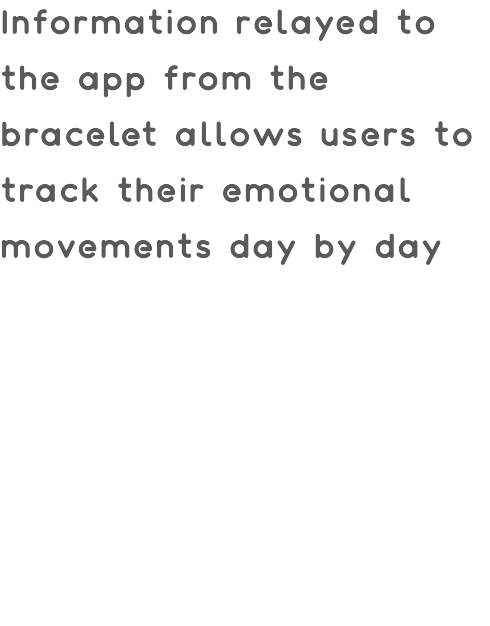 Information relayed to
the app from the
bracelet allows users to
track their emotional
movements day by day